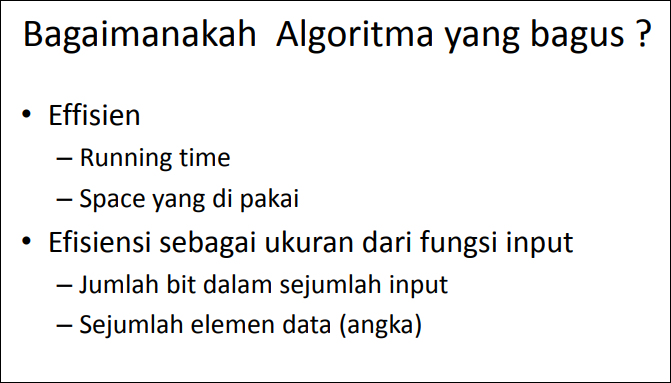 Bagaimanakah Algoritma yang bagus ?
• Effisien
– Running time
– Space yang di pakai
• Efisiensi sebagai ukuran dari fungsi input
– Jumlah bit dalam sejumlah input
– Sejumlah elemen data (angka)